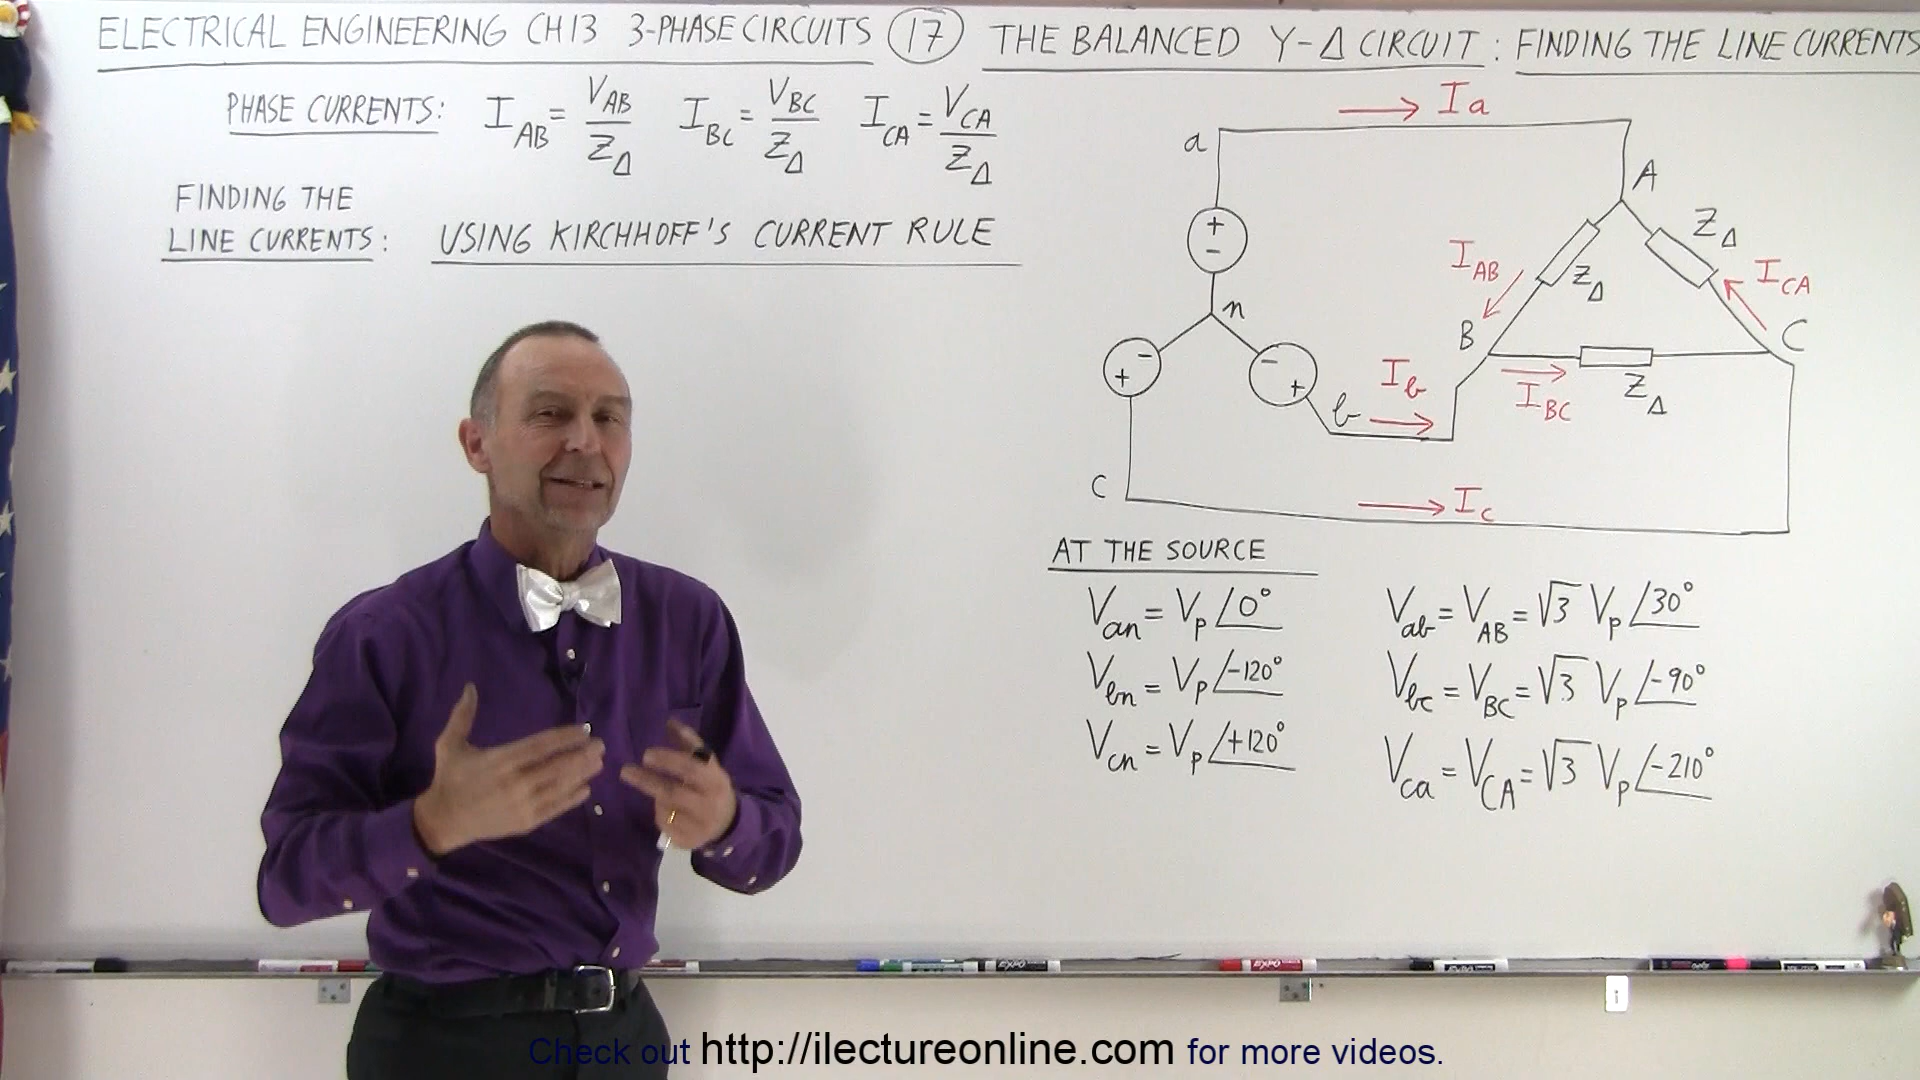 ELECTRICAL ENGINEERING CH13 3-PHASE CIRCUITS 17 THE BALANCED Y-Δ CIRCUIT: FINDING THE LINE CURRENTS
PHASE CURRENTS: I_AB = V_AB/Z_Δ I_BC = V_BC/Z_Δ I_CA = V_CA/Z_Δ
FINDING THE
LINE CURRENTS: USING KIRCHHOFF'S CURRENT RULE
Ia
a
A
+
-
Z_Δ
I_AB
Z_Δ
I_CA
n
B
C
-
+
-
+
I_b
b
I_BC
Z_Δ
C
I_c
AT THE SOURCE
V_an = V_p ∠0°
V_bn = V_p ∠-120°
V_cn = V_p ∠+120°
V_ab = V_AB = √3 V_p ∠30°
V_bc = V_BC = √3 V_p ∠-90°
V_ca = V_CA = √3 V_p ∠-210°
Check out http://ilectureonline.com for more videos.